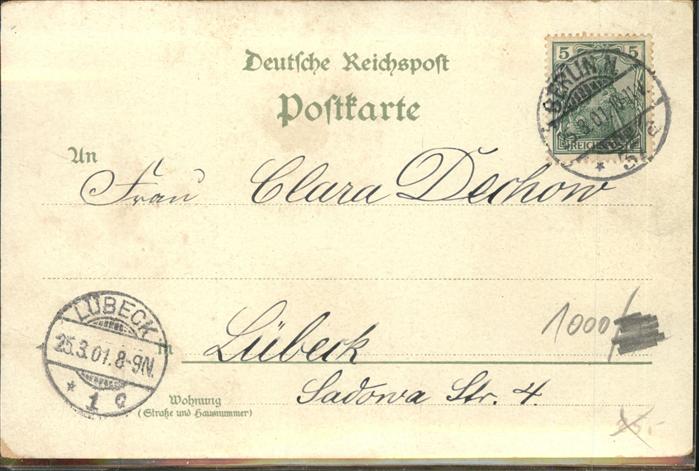 Deutsche Reichspost
Postkarte
5 5
REICHSPOST
BERLIN N.
An
Frau Clara Dechow
LÜBECK
25.3.01.8-9N.
* 1 c
in Lübeck
1000
Wohnung
(Straße und Hausnummer)
Sadowa Str. 4.